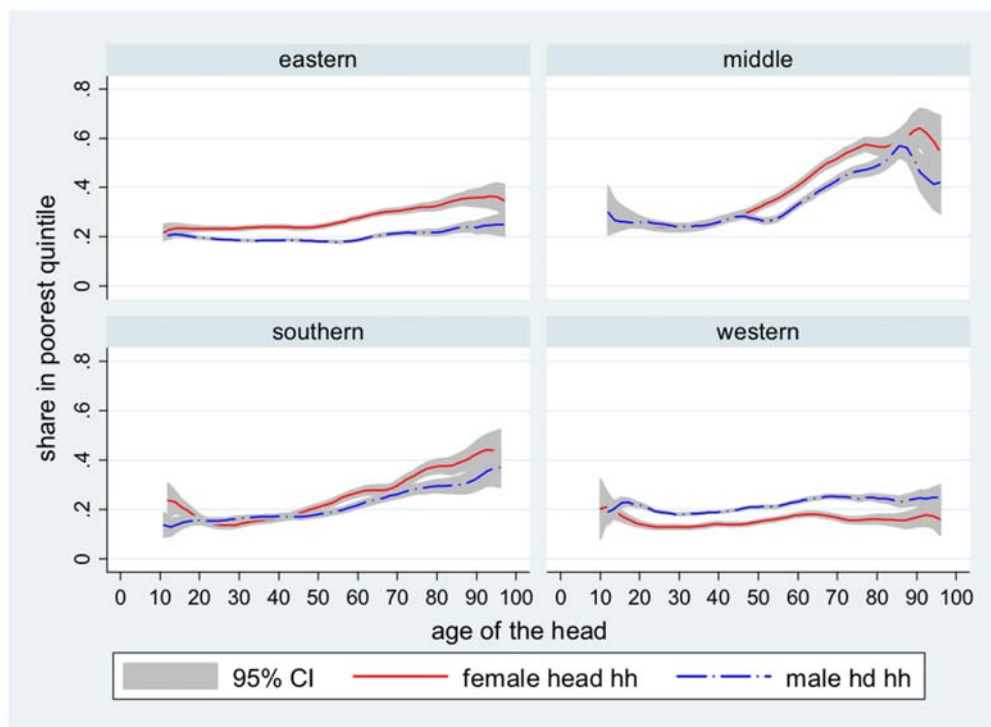 eastern
middle
.8
.6
.4
.2
0
southern
western
.8
.6
.4
.2
0
share in poorest quintile
0 10 20 30 40 50 60 70 80 90 100
0 10 20 30 40 50 60 70 80 90 100
age of the head
95% CI female head hh male hd hh